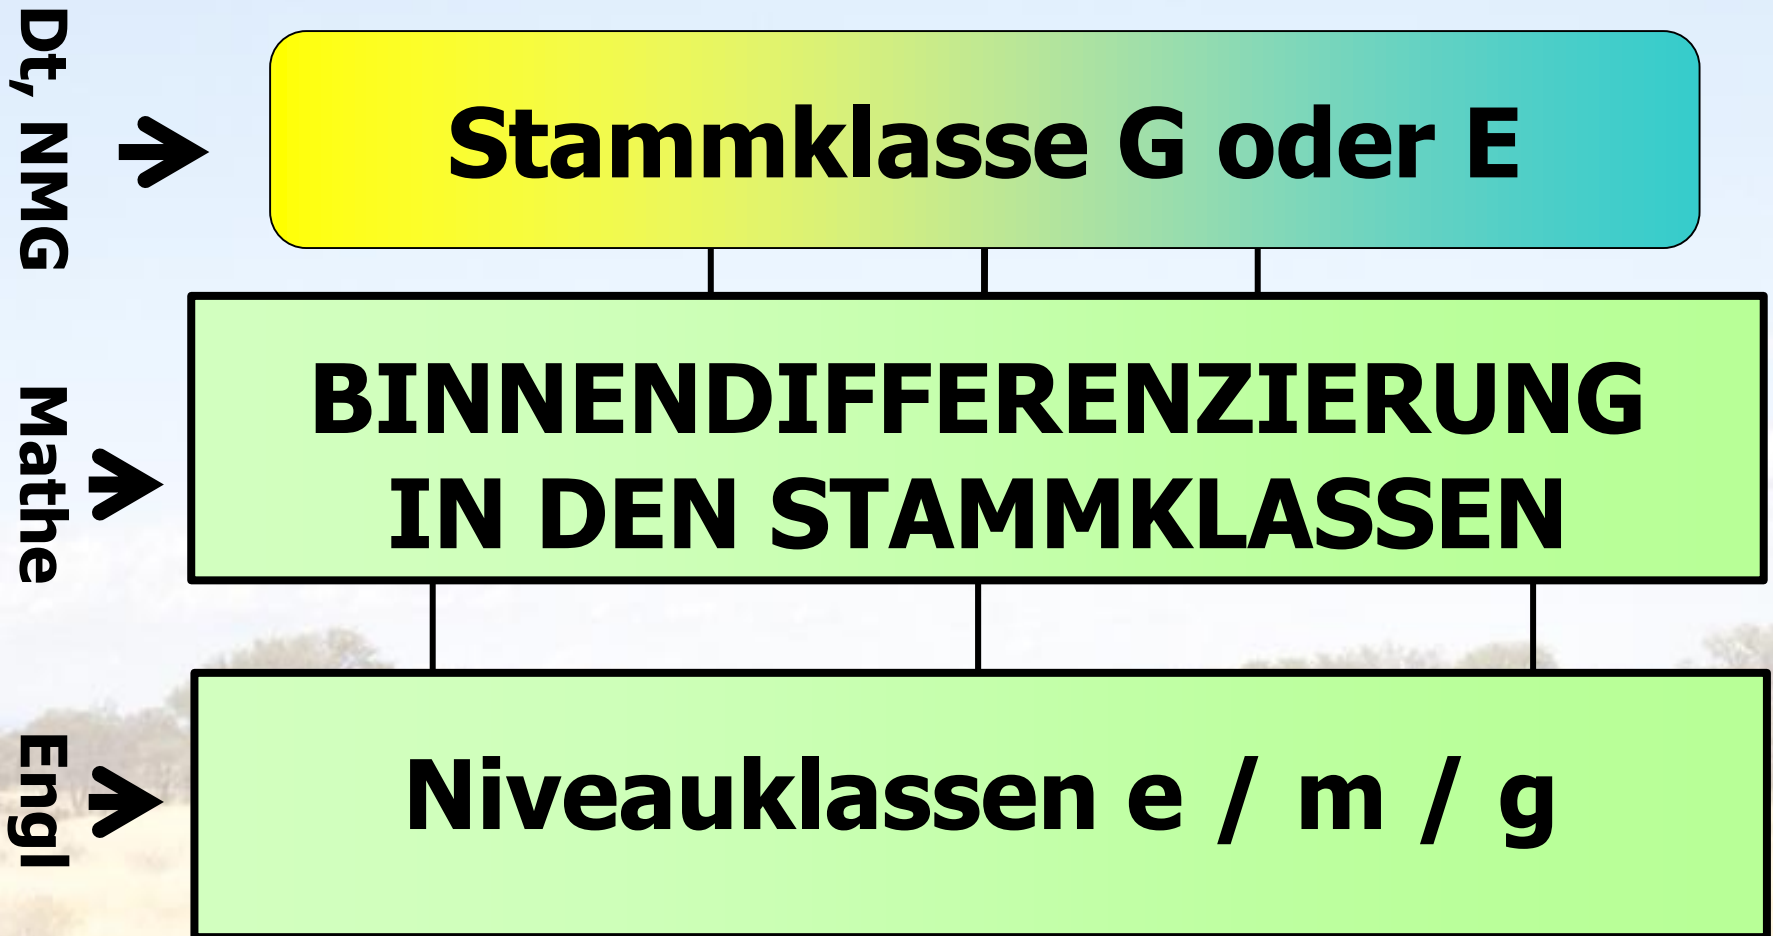 Dt, NMG
Stammklasse G oder E
Mathe
BINNENDIFFERENZIERUNG
IN DEN STAMMKLASSEN
Engl
Niveauklassen e / m / g